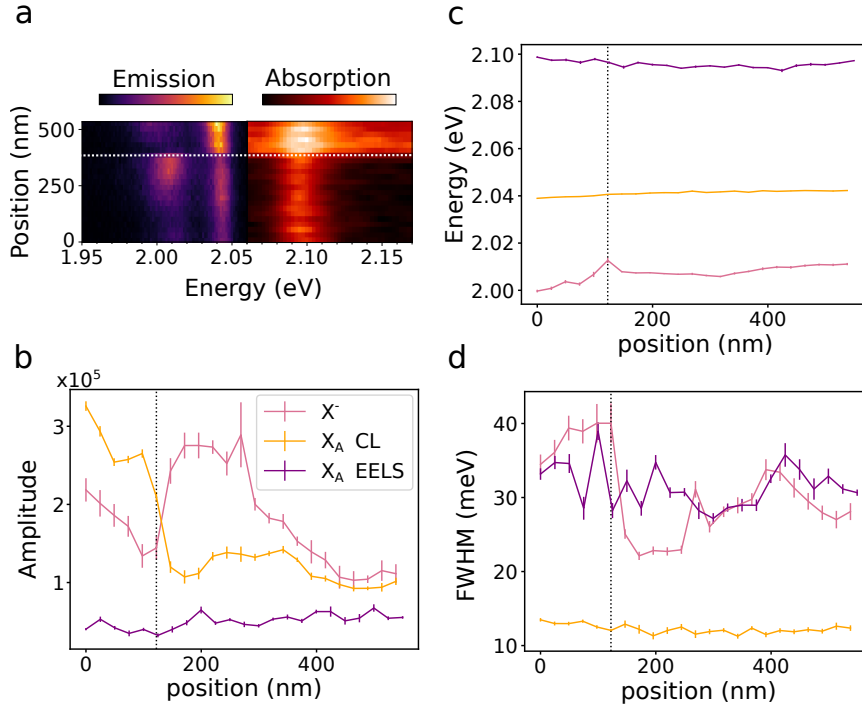 a
Emission
Absorption
Position (nm)
500
250
0
1.95
2.00
2.05
2.10
2.15
Energy (eV)
b
x10⁵
3
2
1
Amplitude
X⁻
X_A CL
X_A EELS
0
200
400
position (nm)
c
2.10
2.08
2.06
2.04
2.02
2.00
Energy (eV)
0
200
400
position (nm)
d
40
30
20
10
FWHM (meV)
0
200
400
position (nm)